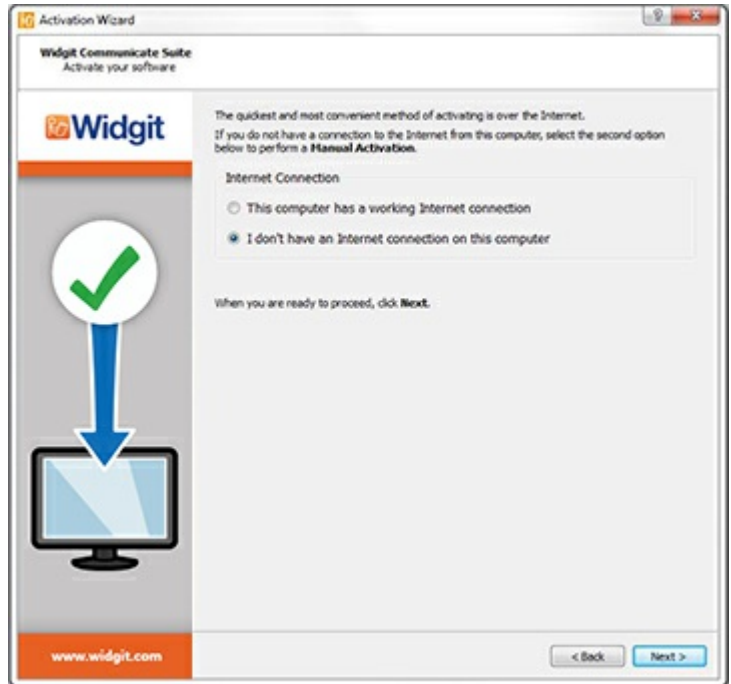 Activation Wizard
Widgit Communicate Suite
Activate your software
Widgit
The quickest and most convenient method of activating is over the Internet.
If you do not have a connection to the Internet from this computer, select the second option
below to perform a Manual Activation.
Internet Connection
This computer has a working Internet connection
I don't have an Internet connection on this computer
When you are ready to proceed, click Next.
www.widgit.com
< Back
Next >